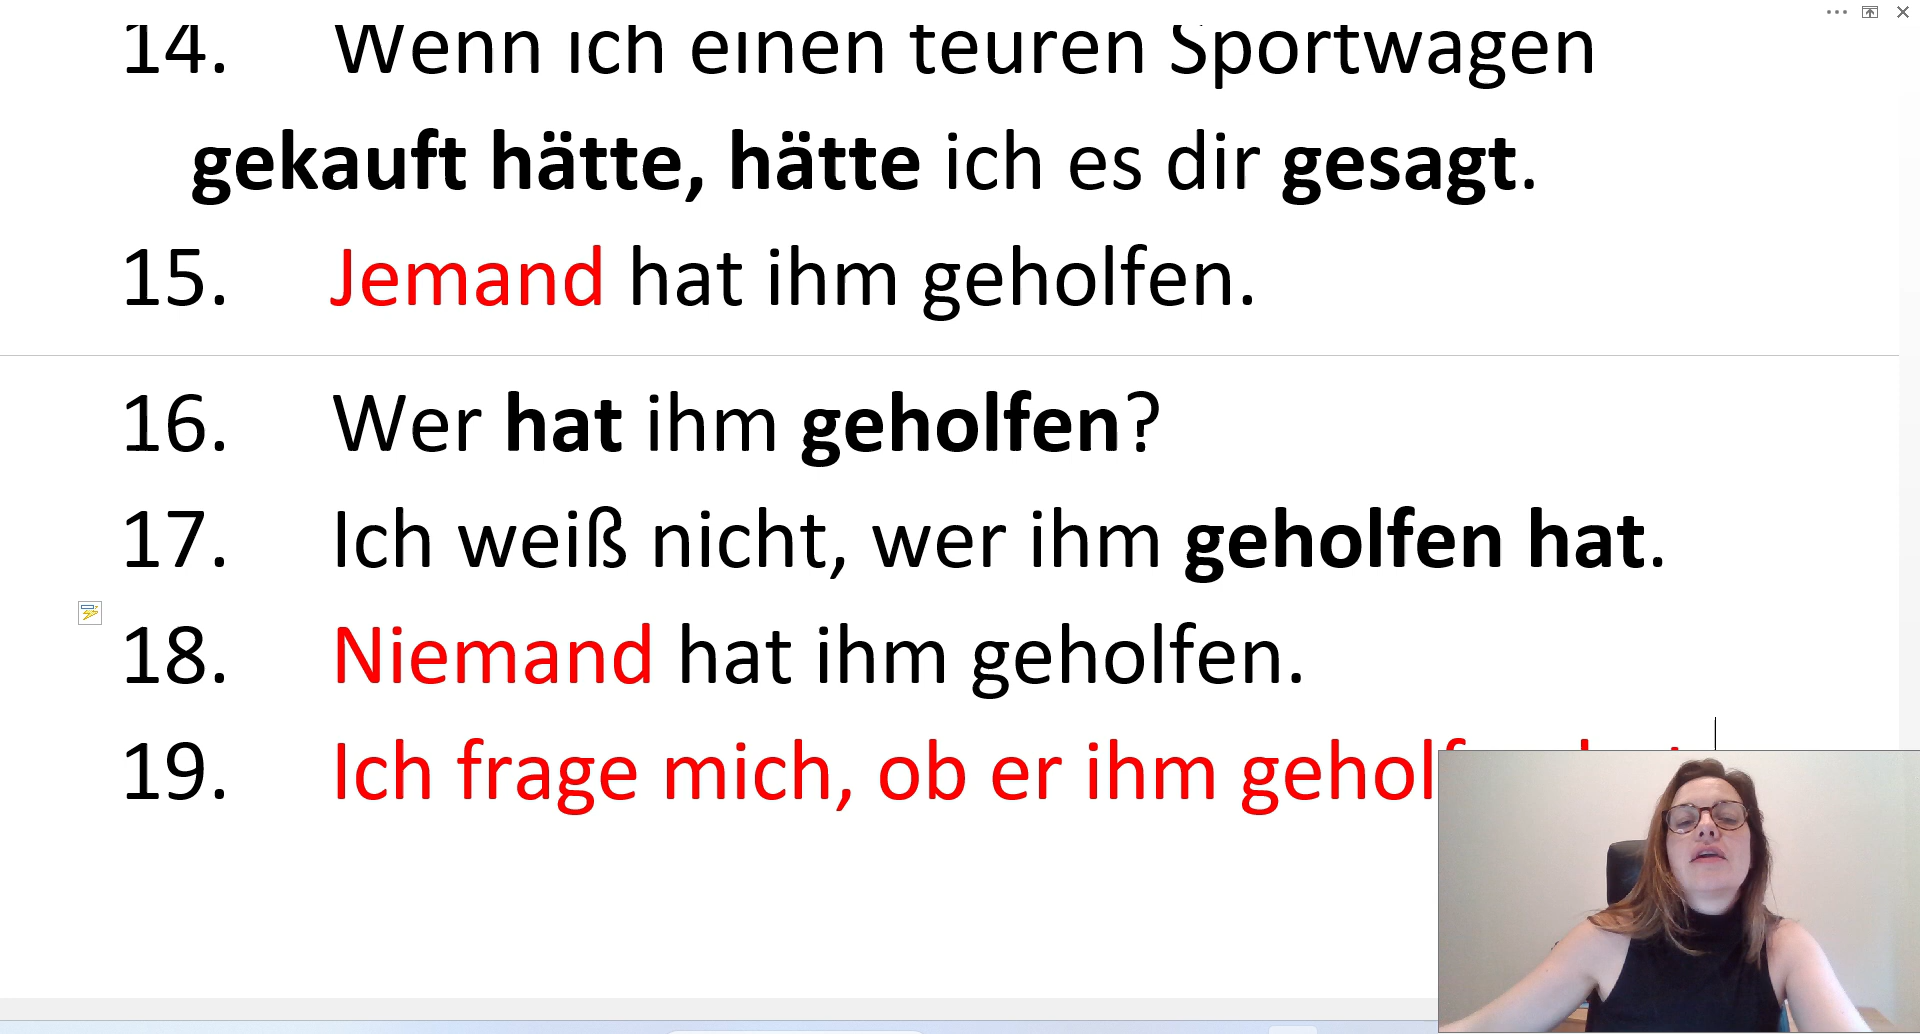 14. Wenn ich einen teuren Sportwagen
gekauft hätte, hätte ich es dir gesagt.
15. Jemand hat ihm geholfen.
16. Wer hat ihm geholfen?
17. Ich weiß nicht, wer ihm geholfen hat.
18. Niemand hat ihm geholfen.
19. Ich frage mich, ob er ihm